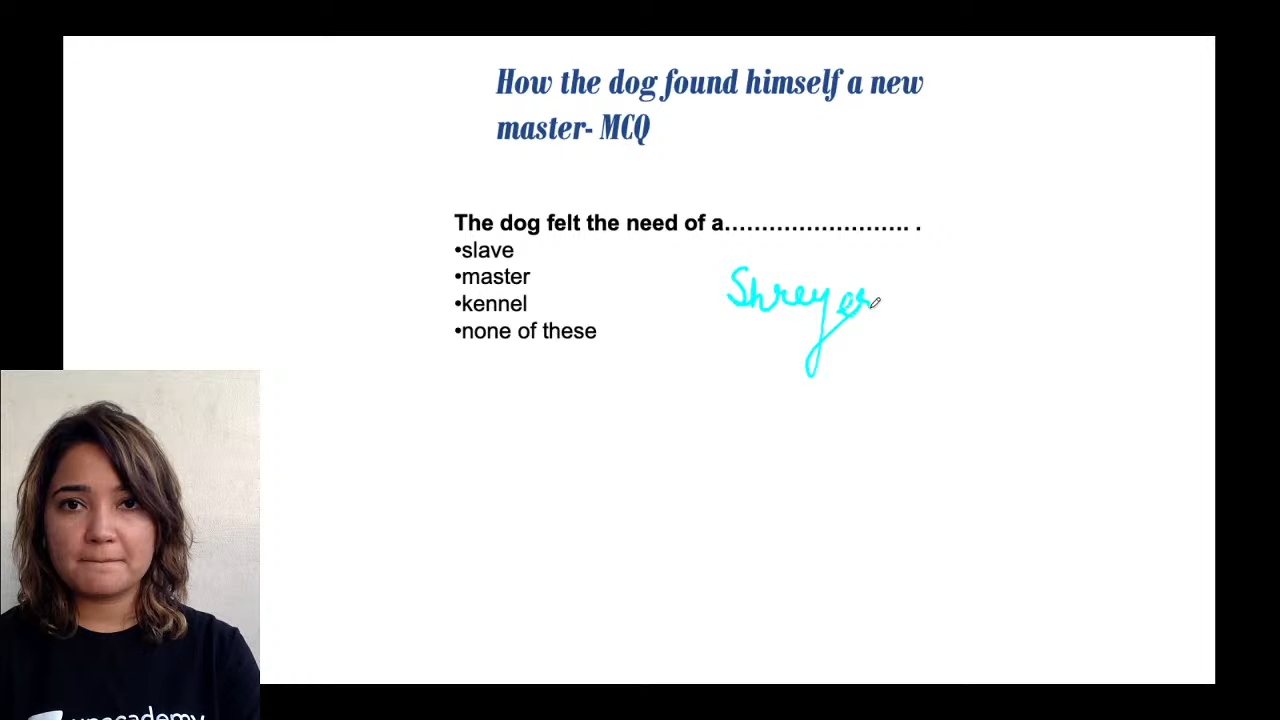 How the dog found himself a new
master- MCQ
The dog felt the need of a......................... .
•slave
•master
•kennel
•none of these